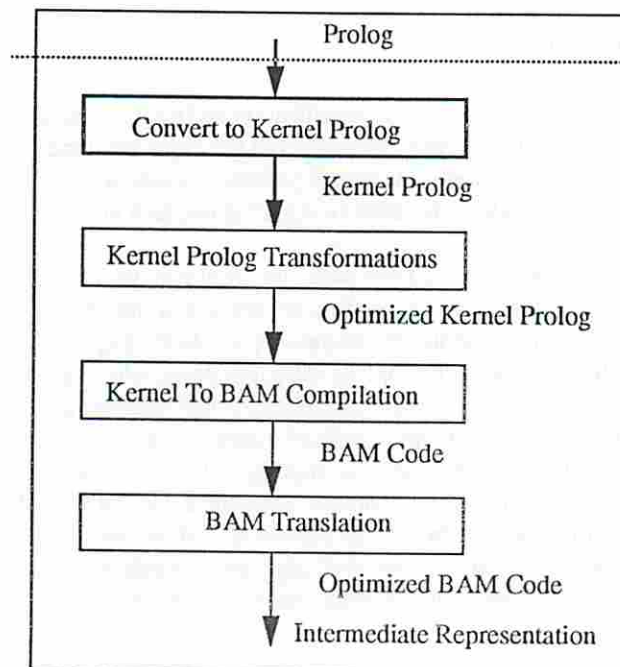 Prolog
Convert to Kernel Prolog
Kernel Prolog
Kernel Prolog Transformations
Optimized Kernel Prolog
Kernel To BAM Compilation
BAM Code
BAM Translation
Optimized BAM Code
Intermediate Representation